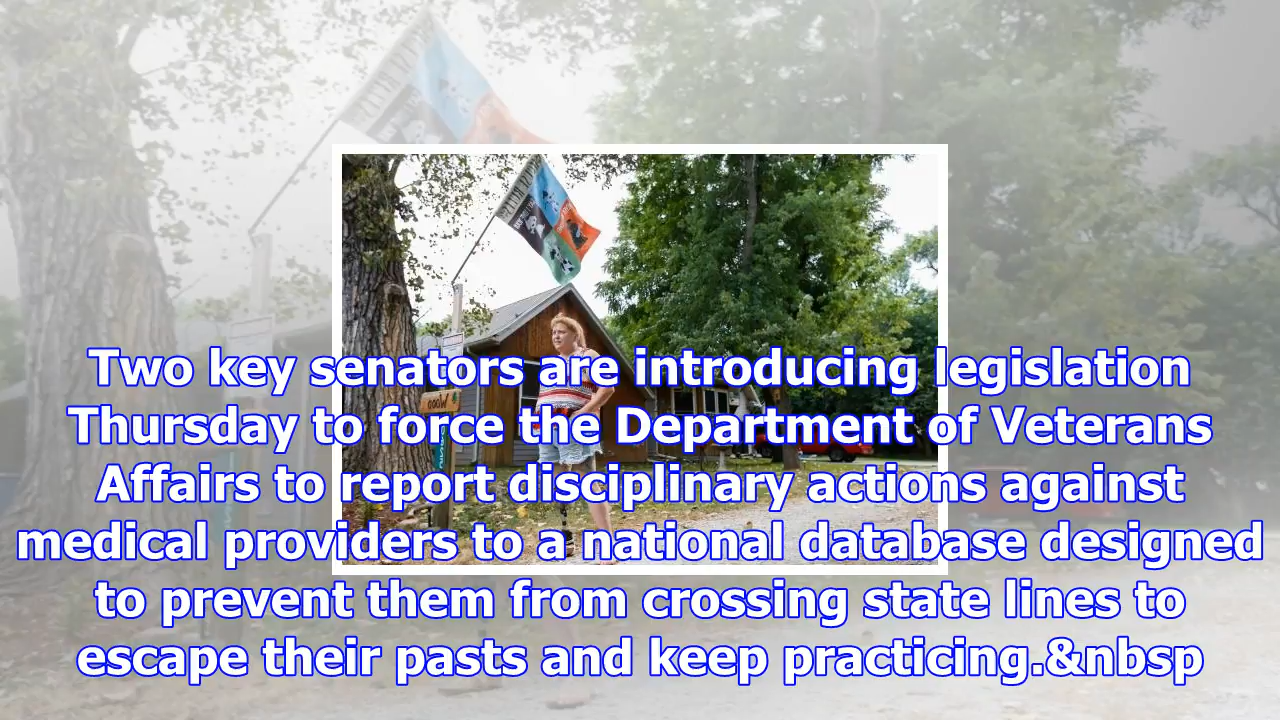 Two key senators are introducing legislation
Thursday to force the Department of Veterans
Affairs to report disciplinary actions against
medical providers to a national database designed
to prevent them from crossing state lines to
escape their pasts and keep practicing.&nbsp